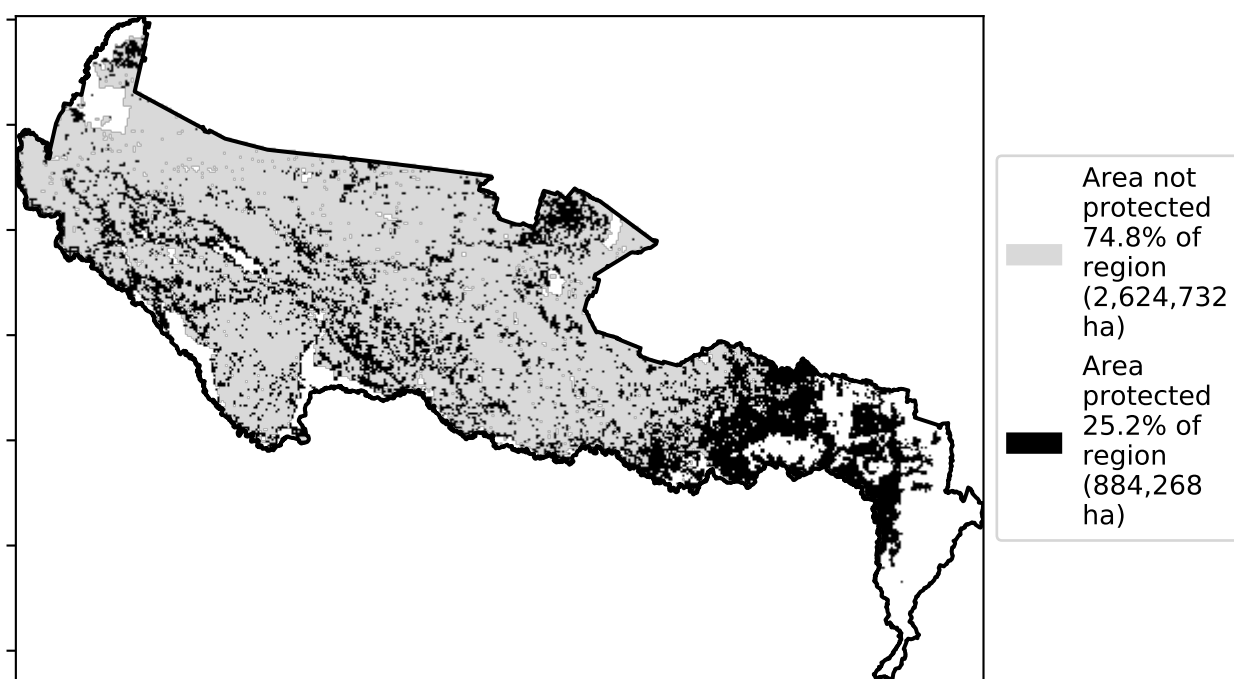 Area not
protected
74.8% of
region
(2,624,732
ha)
Area
protected
25.2% of
region
(884,268
ha)